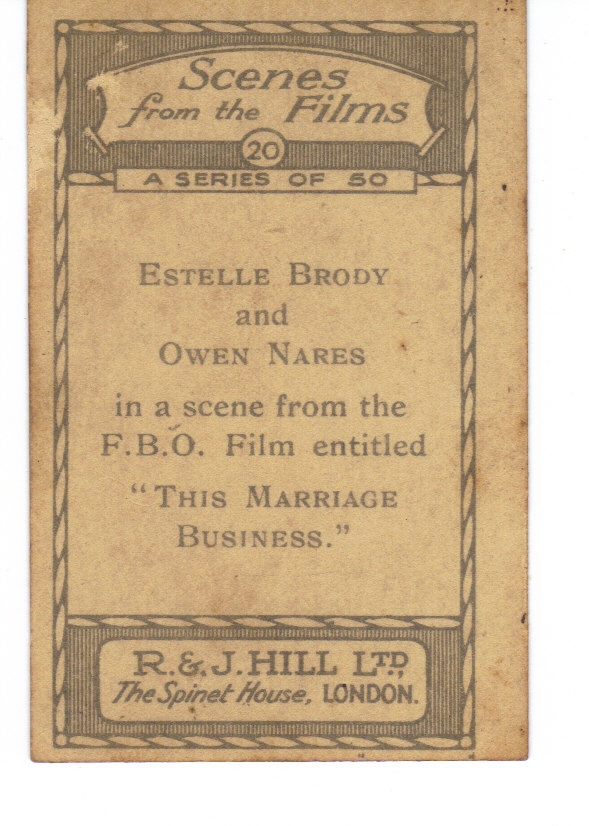 Scenes
from the Films
20
A SERIES OF 50
ESTELLE BRODY
and
OWEN NARES
in a scene from the
F.B.O. Film entitled
“THIS MARRIAGE
BUSINESS.”
R. & J. HILL LTD.,
The Spinet House, LONDON.